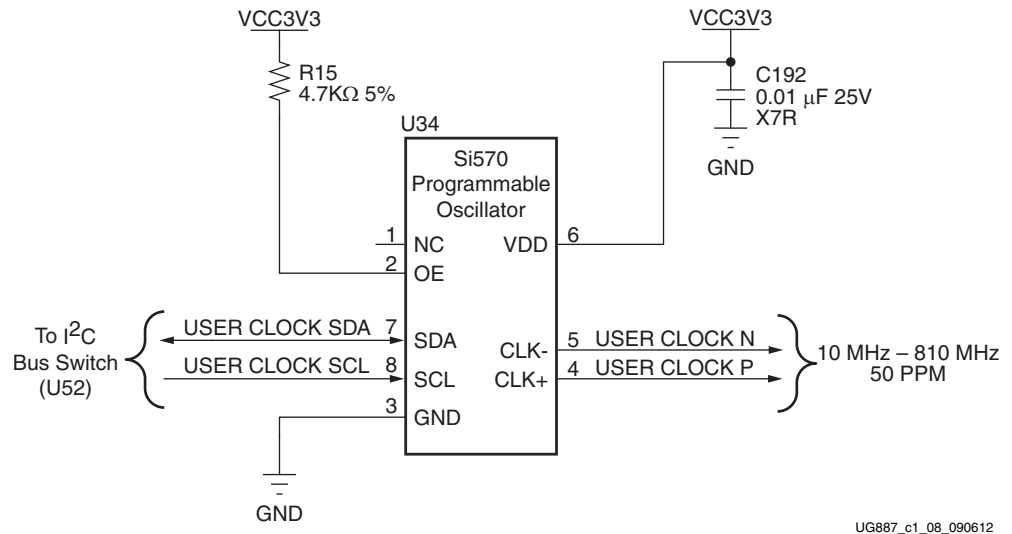 VCC3V3
R15
4.7KΩ 5%
VCC3V3
C192
0.01 μF 25V
X7R
GND
U34
Si570
Programmable
Oscillator
1
NC
2
OE
VDD
6
To I²C
Bus Switch
(U52)
USER CLOCK SDA
7
SDA
USER CLOCK SCL
8
SCL
3
GND
GND
CLK-
5
USER CLOCK N
CLK+
4
USER CLOCK P
10 MHz – 810 MHz
50 PPM
UG887_c1_08_090612